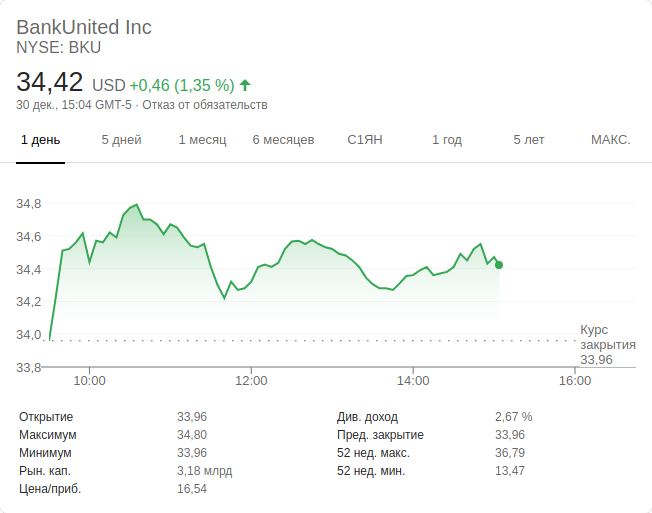 BankUnited Inc
NYSE: BKU
34,42 USD +0,46 (1,35 %)
30 дек., 15:04 GMT-5 · Отказ от обязательств
1 день 5 дней 1 месяц 6 месяцев С1ЯН 1 год 5 лет МАКС.
34,8
34,6
34,4
34,2
34,0
33,8
Курс
закрытия
33,96
10:00 12:00 14:00 16:00
Открытие 33,96 Див. доход 2,67 %
Максимум 34,80 Пред. закрытие 33,96
Минимум 33,96 52 нед. макс. 36,79
Рын. кап. 3,18 млрд 52 нед. мин. 13,47
Цена/приб. 16,54